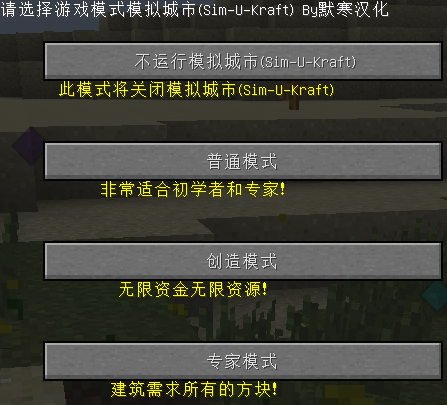 请选择游戏模式模拟城市(Sim-U-Kraft) By默寒汉化
不运行模拟城市(Sim-U-Kraft)
此模式将关闭模拟城市(Sim-U-Kraft)
普通模式
非常适合初学者和专家!
创造模式
无限资金无限资源!
专家模式
建筑需求所有的方块!